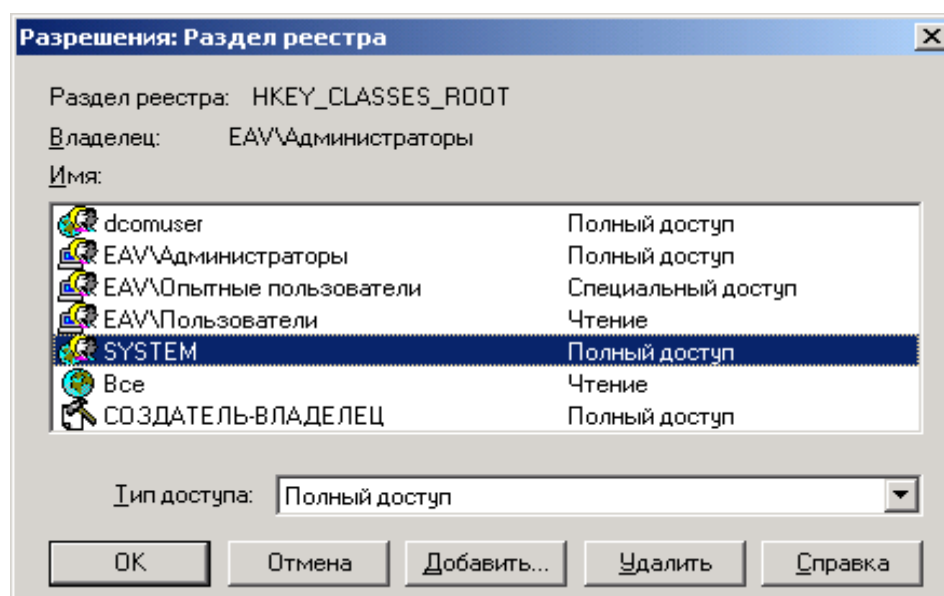 Разрешения: Раздел реестра
Раздел реестра: HKEY_CLASSES_ROOT
Владелец: EAV\Администраторы
Имя:
dcomuser Полный доступ
EAV\Администраторы Полный доступ
EAV\Опытные пользователи Специальный доступ
EAV\Пользователи Чтение
SYSTEM Полный доступ
Все Чтение
СОЗДАТЕЛЬ-ВЛАДЕЛЕЦ Полный доступ
Тип доступа: Полный доступ
OK Отмена Добавить... Удалить Справка